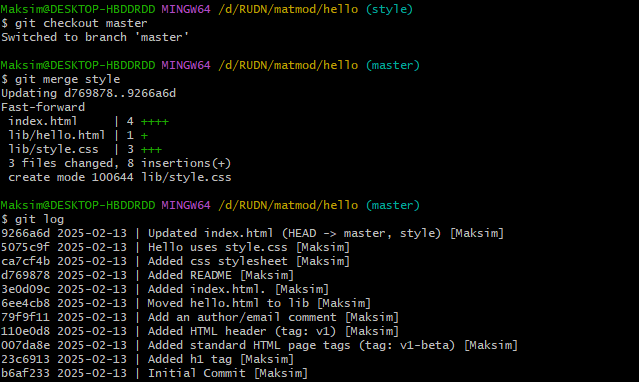 Maksim@DESKTOP-HBDDRDD MINGW64 /d/RUDN/matmod/hello (style)
$ git checkout master
Switched to branch 'master'
Maksim@DESKTOP-HBDDRDD MINGW64 /d/RUDN/matmod/hello (master)
$ git merge style
Updating d769878..9266a6d
Fast-forward
index.html | 4 ++++
lib/hello.html | 1 +
lib/style.css | 3 +++
3 files changed, 8 insertions(+)
create mode 100644 lib/style.css
Maksim@DESKTOP-HBDDRDD MINGW64 /d/RUDN/matmod/hello (master)
$ git log
9266a6d 2025-02-13 | Updated index.html (HEAD -> master, style) [Maksim]
5075c9f 2025-02-13 | Hello uses style.css [Maksim]
ca7cf4b 2025-02-13 | Added css stylesheet [Maksim]
d769878 2025-02-13 | Added README [Maksim]
3e0d09c 2025-02-13 | Added index.html. [Maksim]
6ee4cb8 2025-02-13 | Moved hello.html to lib [Maksim]
79f9f11 2025-02-13 | Add an author/email comment [Maksim]
110e0d8 2025-02-13 | Added HTML header (tag: v1) [Maksim]
007da8e 2025-02-13 | Added standard HTML page tags (tag: v1-beta) [Maksim]
23c6913 2025-02-13 | Added h1 tag [Maksim]
b6af233 2025-02-13 | Initial Commit [Maksim]